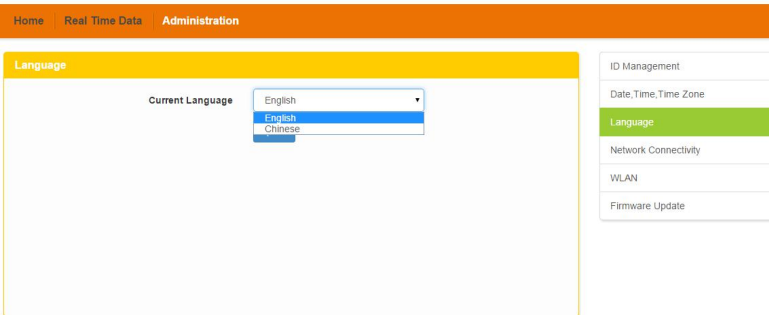 Home Real Time Data Administration
Language
Current Language English
English
Chinese
ID Management
Date,Time,Time Zone
Language
Network Connectivity
WLAN
Firmware Update